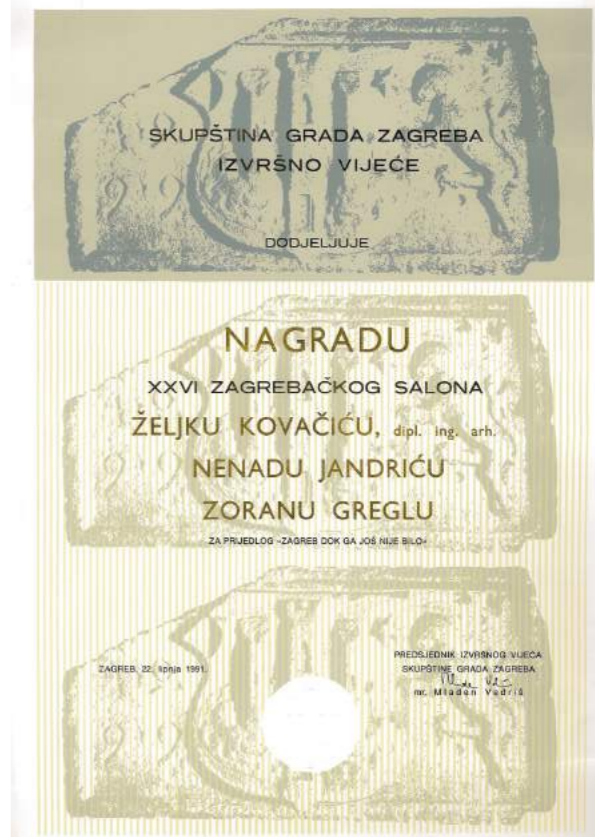 SKUPŠTINA GRADA ZAGREBA
IZVRŠNO VIJEĆE
DODJELJUJE
NAGRADU
XXVI ZAGREBAČKOG SALONA
ŽELJKU KOVAČIĆU, dipl. ing. arh.
NENADU JANDRIĆU
ZORANU GREGLU
ZA PRIJEDLOG »ZAGREB DOK GA JOŠ NIJE BILO«
ZAGREB, 22. lipnja 1991.
PREDSJEDNIK IZVRŠNOG VIJEĆA
SKUPŠTINE GRADA ZAGREBA
mr. Mladen Vedriš